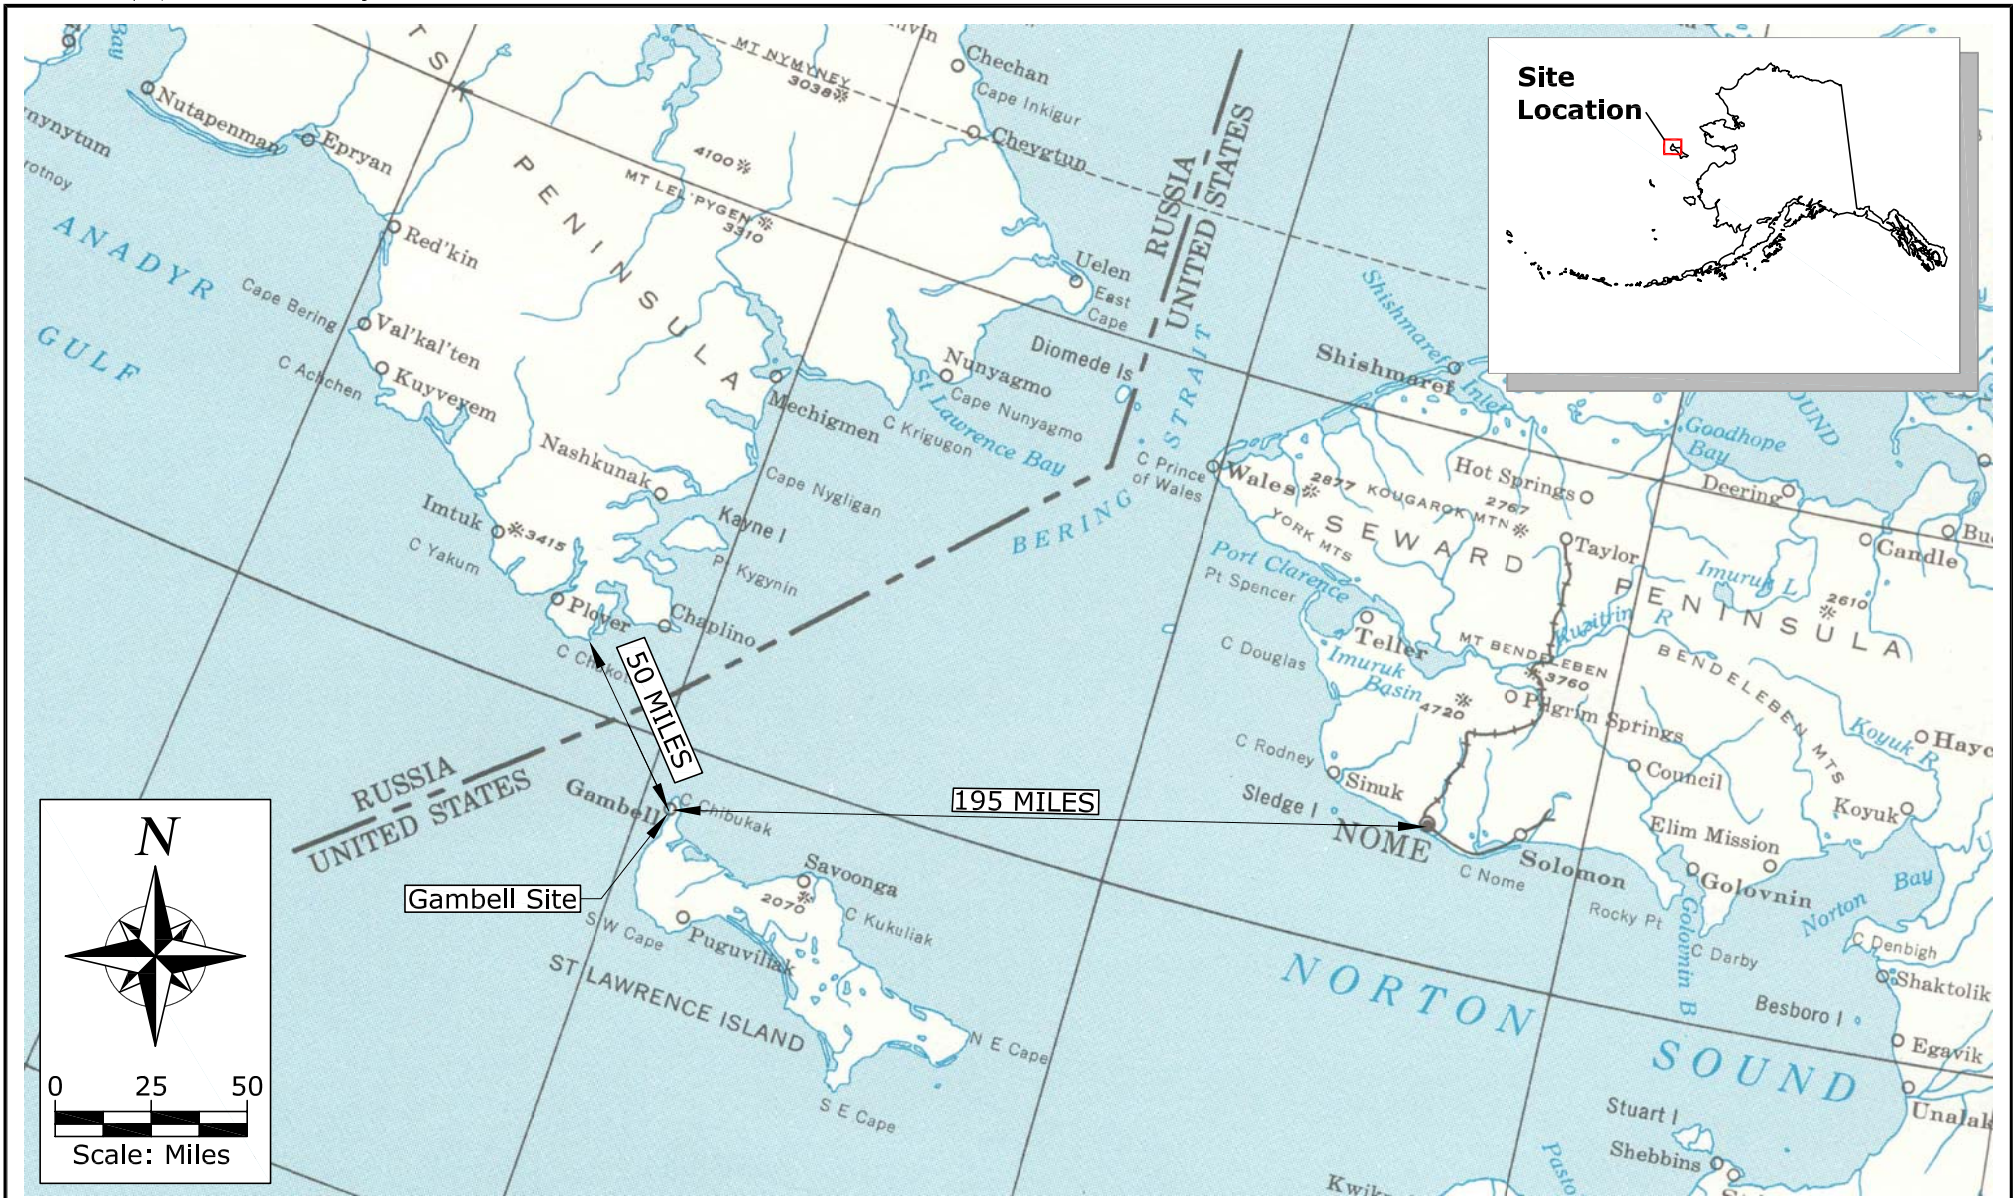 Bay
T S K
MT NYMYNEY
3038
Chechan
Cape Inkigur
Nutapenman
Epryan
Chevgtun
4100
MT LEL'PYGEN
3310
PENINSULA
ANADYR
GULF
Red'kin
Cape Bering
Val'kal'ten
C Achchen
Kuyveyem
Uelen
East
Cape
RUSSIA
UNITED STATES
Diomede Is
Nunyagmo
Cape Nunyagmo
Mechigmen
C Krigugon
St Lawrence Bay
Nashkunak
Cape Nygligan
Imtuk
3415
C Yakum
Kayne I
Pt Kygynin
Plover
Chaplino
BERING
STRAIT
C Prince
of Wales
50 MILES
RUSSIA
UNITED STATES
Gambell
C Chibukak
195 MILES
Gambell Site
Savoonga
2070
C Kukuliak
S W Cape
Puguviliak
ST LAWRENCE ISLAND
N E Cape
S E Cape
Site
Location
Shishmaref
Shishmaref
Inlet
Goodhope
Bay
Wales
2877
KOUGAROK MTN
2767
Hot Springs
Deering
YORK MTS
SEWARD
PENINSULA
Taylor
Candle
Port Clarence
Pt Spencer
Imuruk L
2610
Kuzitrin R
Teller
C Douglas
Imuruk
Basin
MT BENDELEBEN
3760
4720
Pilgrim Springs
BENDELEBEN MTS
Koyuk R
C Rodney
Sinuk
Council
Koyuk
Sledge I
NOME
Elim Mission
Solomon
C Nome
Golovnin
Rocky Pt
Golovnin B
Norton
Bay
C Darby
C Denbigh
Shaktolik
NORTON
SOUND
Besboro I
Egavik
Stuart I
Shebbins
N
0 25 50
Scale: Miles